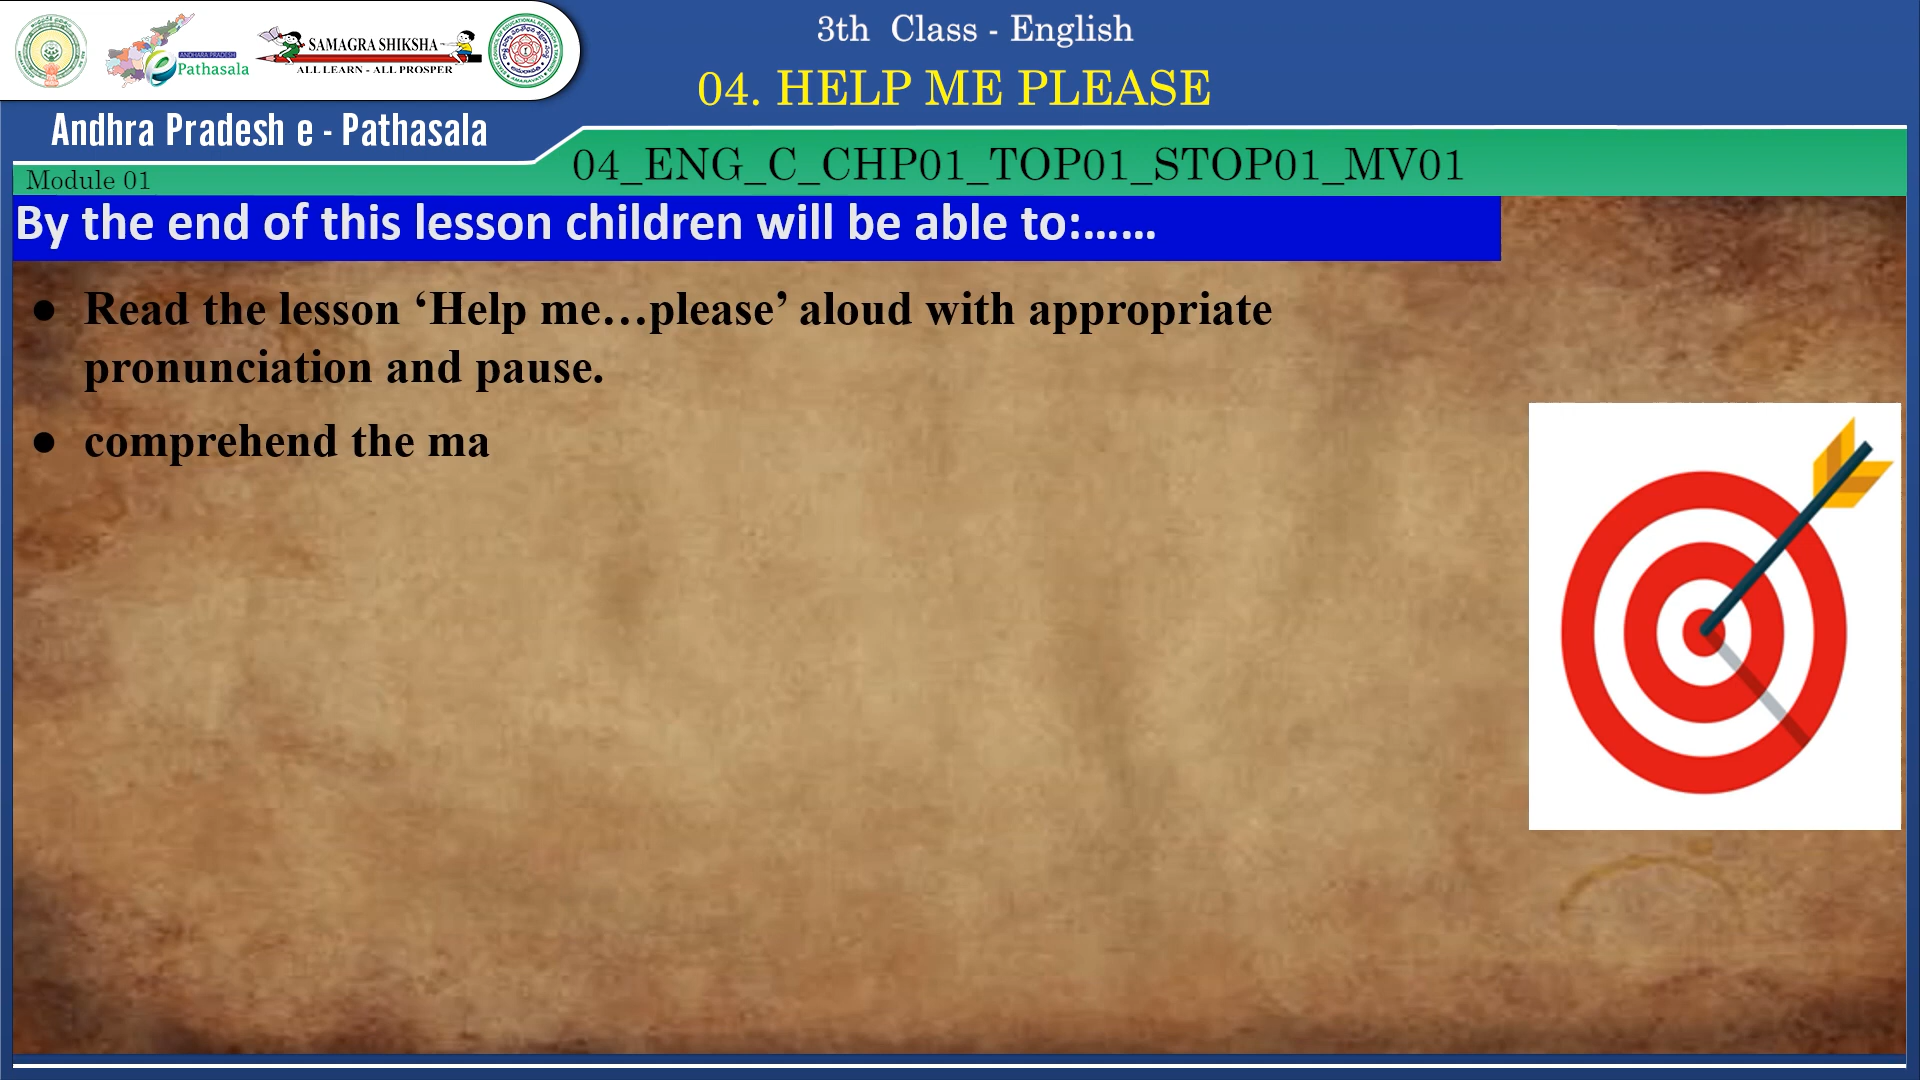 3th Class - English
04. HELP ME PLEASE
ANDHARA PRADESH
e Pathasala
SAMAGRA SHIKSHA
ALL LEARN - ALL PROSPER
Andhra Pradesh e - Pathasala
04_ENG_C_CHP01_TOP01_STOP01_MV01
Module 01
By the end of this lesson children will be able to:......
● Read the lesson ‘Help me…please’ aloud with appropriate
pronunciation and pause.
● comprehend the ma